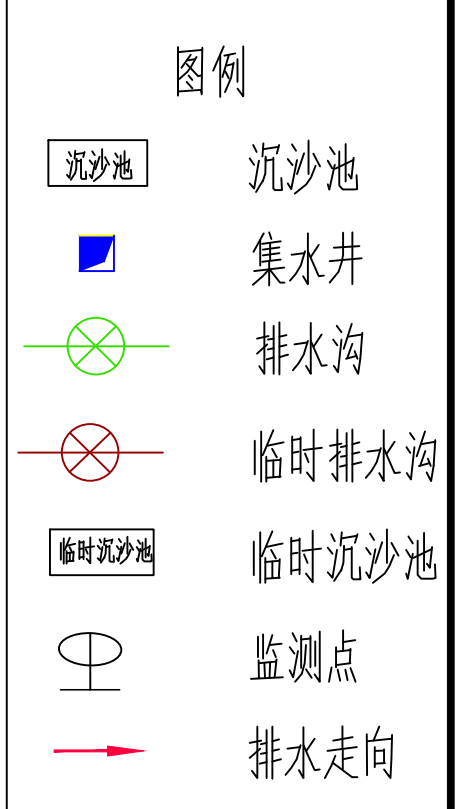 图例
沉沙池 沉沙池
集水井
排水沟
临时排水沟
临时沉沙池 临时沉沙池
监测点
排水走向